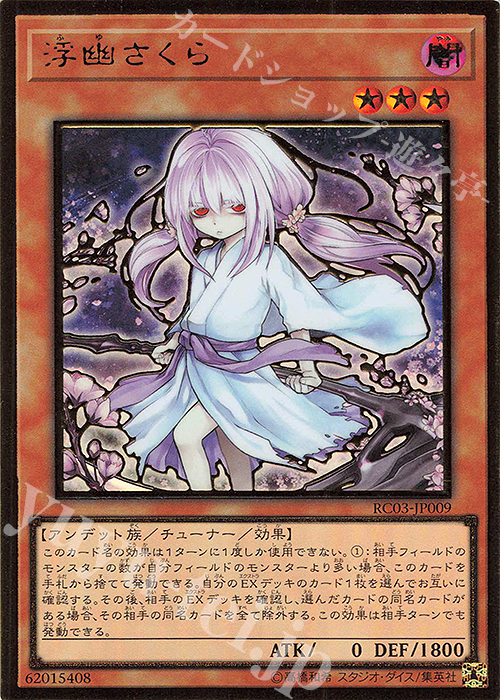 浮幽さくら
闇
RC03-JP009
【アンデット族／チューナー／効果】
このカード名の効果は１ターンに１度しか使用できない。①：相手フィールドの
モンスターの数が自分フィールドのモンスターより多い場合、このカードを
手札から捨てて発動できる。自分のEXデッキのカード１枚を選んでお互いに
確認する。その後、相手のEXデッキを確認し、選んだカードの同名カードが
ある場合、その相手の同名カードを全て除外する。この効果は相手ターンでも
発動できる。
ATK/ 0 DEF/1800
62015408
©高橋和希 スタジオ・ダイス/集英社
カードショップ-遊々亭-